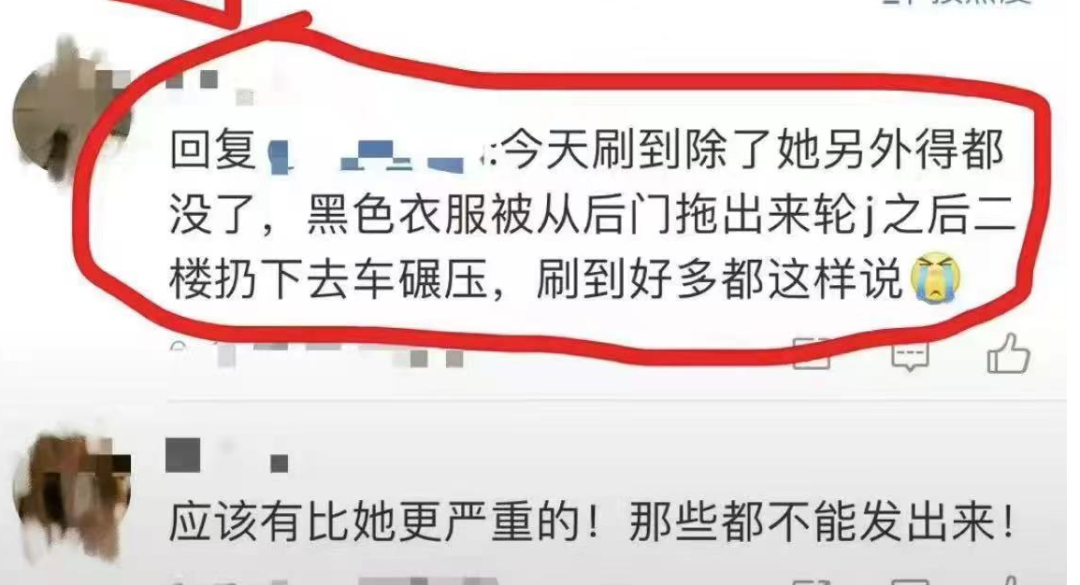 回复 :今天刷到除了她另外得都
没了，黑色衣服被从后门拖出来轮j之后二
楼扔下去车碾压，刷到好多都这样说😭
应该有比她更严重的！那些都不能发出来！